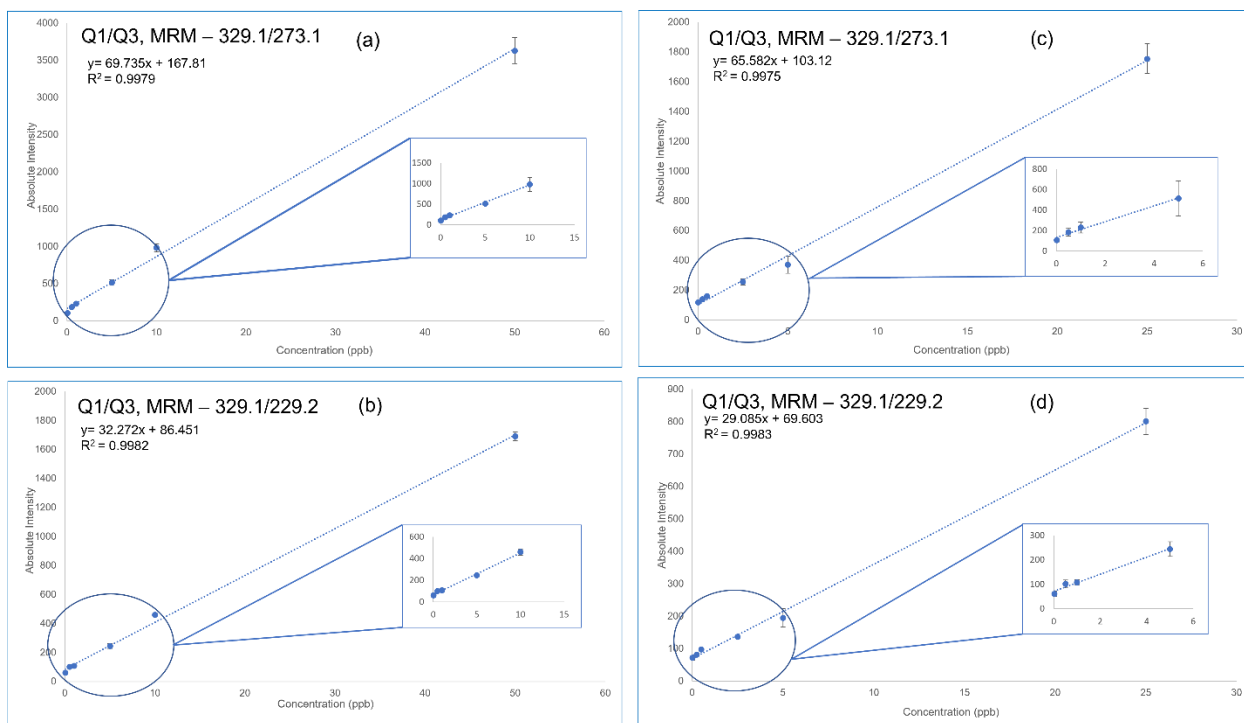 Q1/Q3, MRM – 329.1/273.1
(a)
y= 69.735x + 167.81
R² = 0.9979
Absolute Intensity
4000
3500
3000
2500
2000
1500
1000
500
0
0 10 20 30 40 50 60
Concentration (ppb)
1500
1000
500
0
0 5 10 15
Q1/Q3, MRM – 329.1/273.1
(c)
y= 65.582x + 103.12
R² = 0.9975
Absolute Intensity
2000
1800
1600
1400
1200
1000
800
600
400
200
0
0 5 10 15 20 25 30
Concentration (ppb)
800
600
400
200
0
0 2 4 6
Q1/Q3, MRM – 329.1/229.2
(b)
y= 32.272x + 86.451
R² = 0.9982
Absolute Intensity
2000
1800
1600
1400
1200
1000
800
600
400
200
0
0 10 20 30 40 50 60
Concentration (ppb)
600
400
200
0
0 5 10 15
Q1/Q3, MRM – 329.1/229.2
(d)
y= 29.085x + 69.603
R² = 0.9983
Absolute Intensity
900
800
700
600
500
400
300
200
100
0
0 5 10 15 20 25 30
Concentration (ppb)
300
200
100
0
0 2 4 6